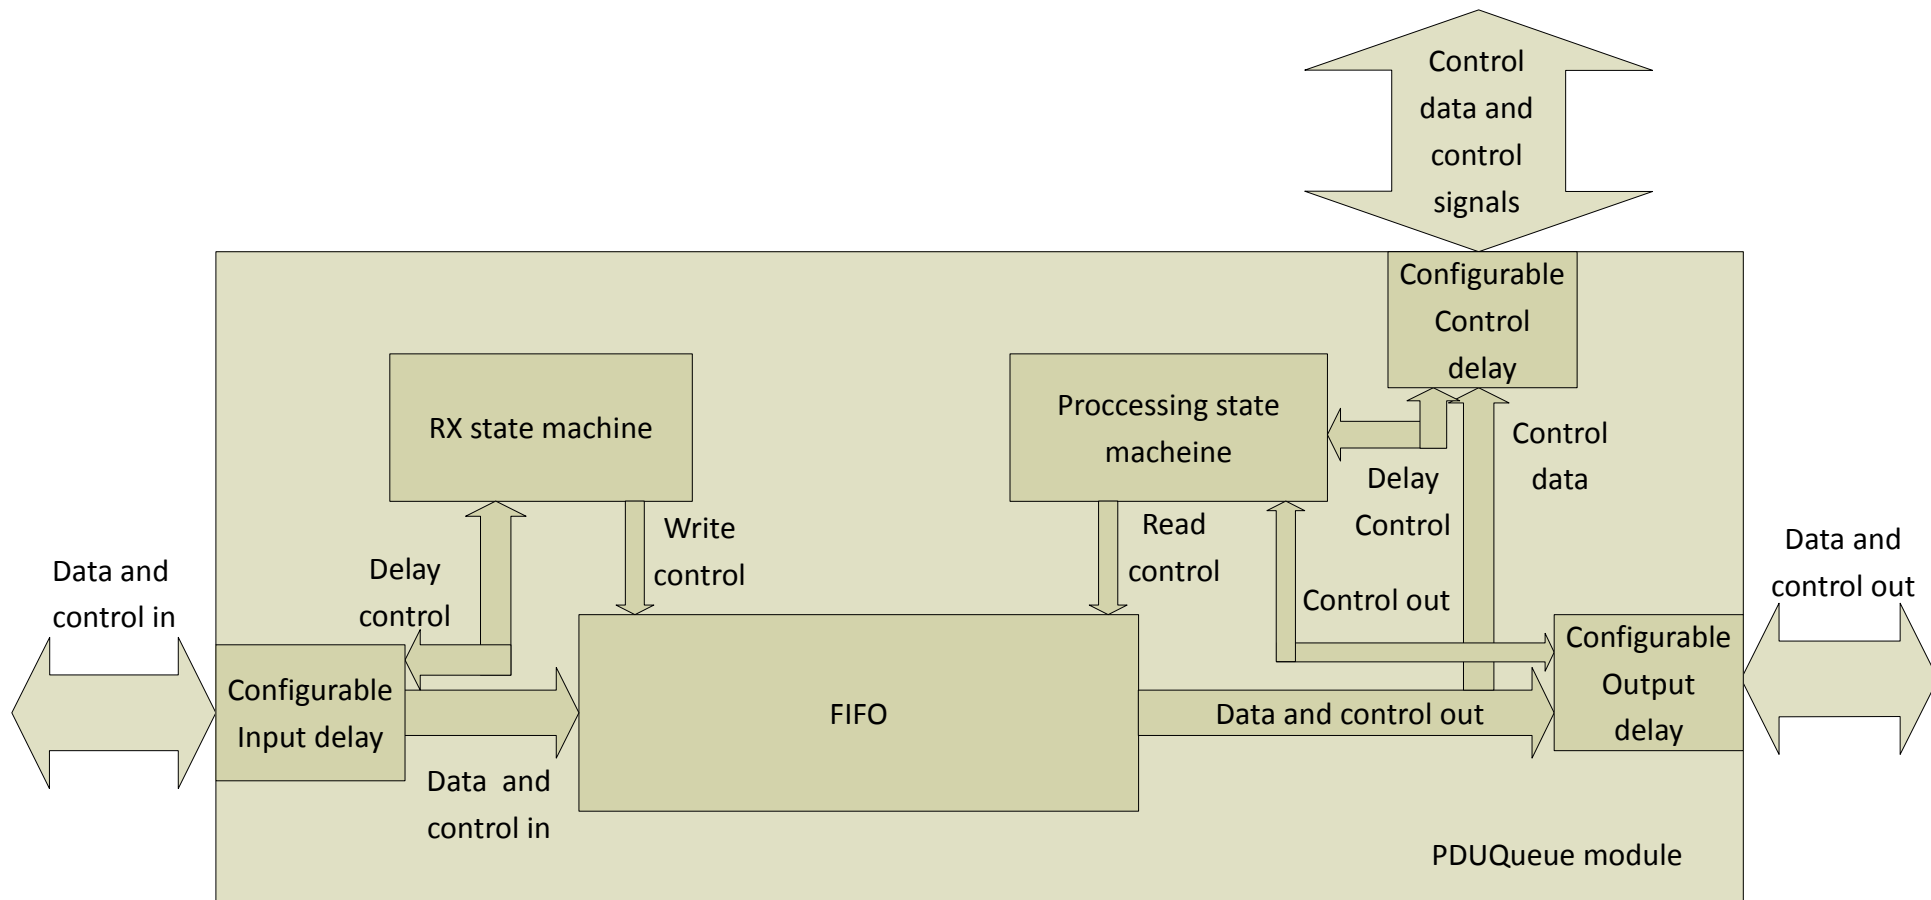 Control
data and
control
signals
Configurable
Control
delay
RX state machine
Proccessing state
macheine
Control
data
Delay
Control
Write
control
Read
control
Delay
control
Data and
control in
Control out
Data and
control out
Configurable
Input delay
FIFO
Data and control out
Configurable
Output
delay
Data  and
control in
PDUQueue module